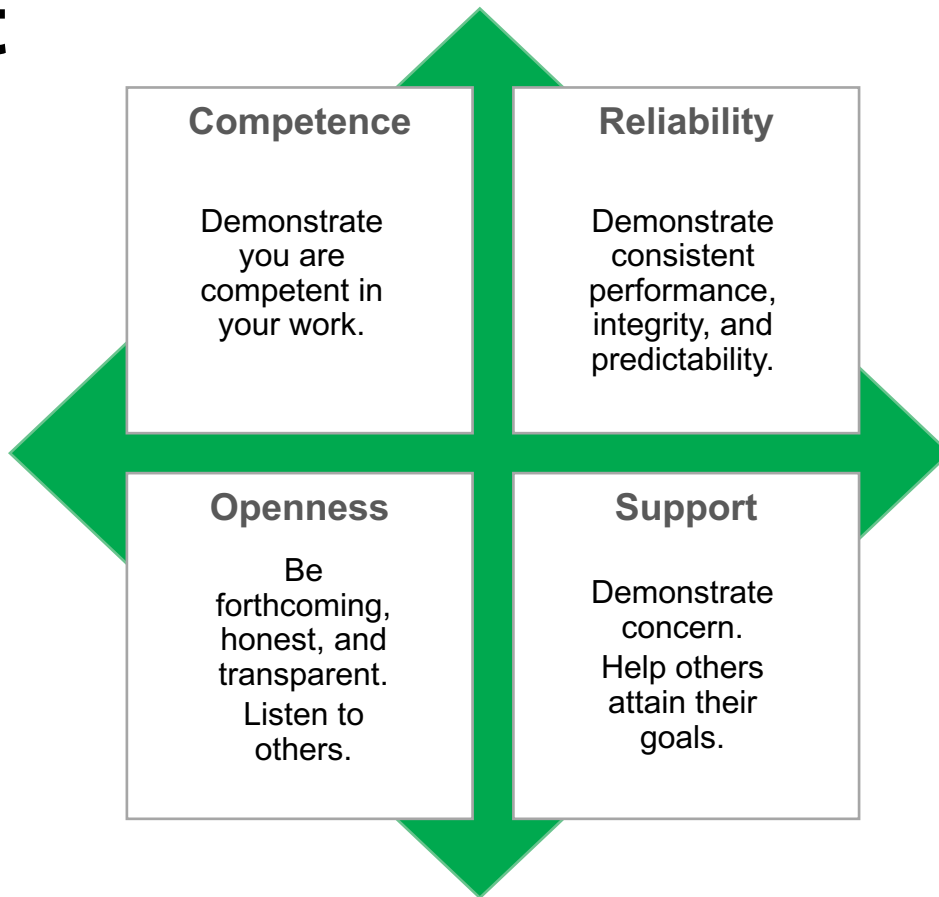 t
Competence
Demonstrate
you are
competent in
your work.
Reliability
Demonstrate
consistent
performance,
integrity, and
predictability.
Openness
Be
forthcoming,
honest, and
transparent.
Listen to
others.
Support
Demonstrate
concern.
Help others
attain their
goals.